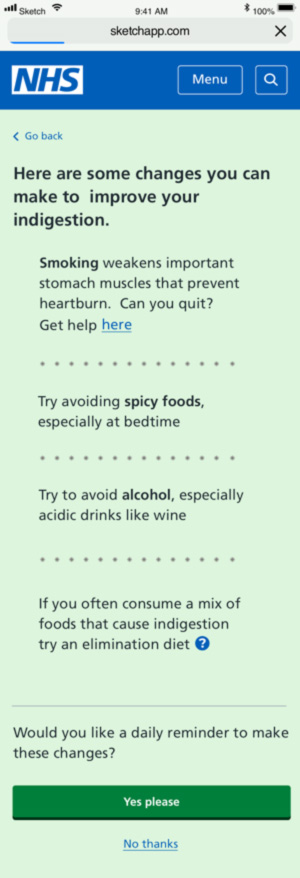 Sketch 9:41 AM 100%
sketchapp.com
NHS Menu
Go back
Here are some changes you can
make to improve your
indigestion.
Smoking weakens important
stomach muscles that prevent
heartburn. Can you quit?
Get help here
Try avoiding spicy foods,
especially at bedtime
Try to avoid alcohol, especially
acidic drinks like wine
If you often consume a mix of
foods that cause indigestion
try an elimination diet ?
Would you like a daily reminder to make
these changes?
Yes please
No thanks